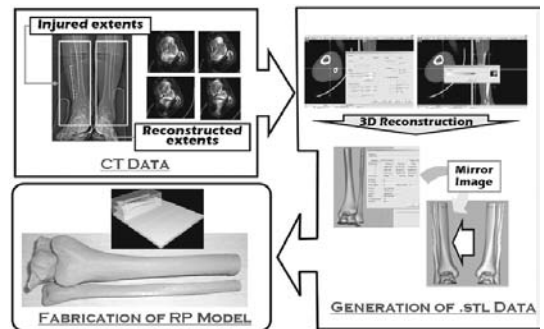 Injured extents
Reconstructed extents
CT DATA
3D Reconstruction
Mirror Image
GENERATION OF .STL DATA
FABRICATION OF RP MODEL